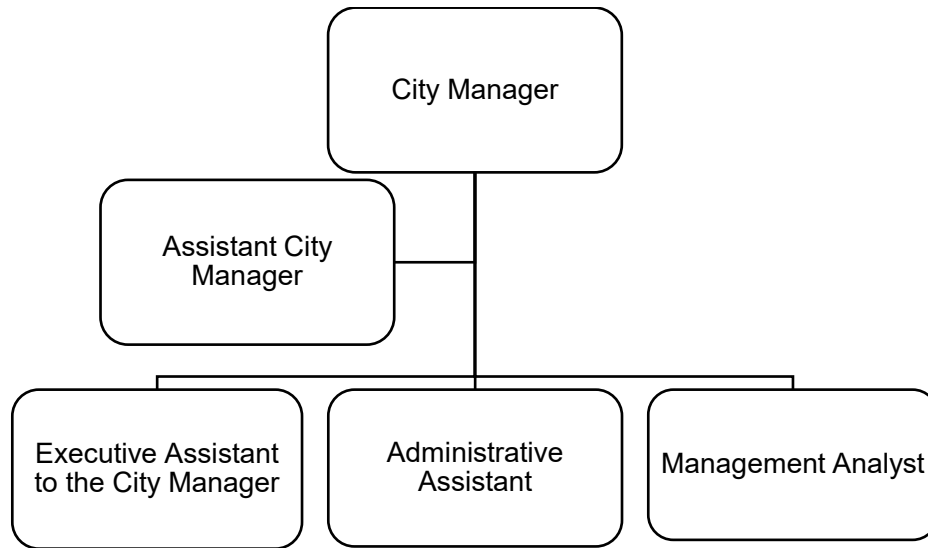 City Manager
Assistant City
Manager
Executive Assistant
to the City Manager
Administrative
Assistant
Management Analyst